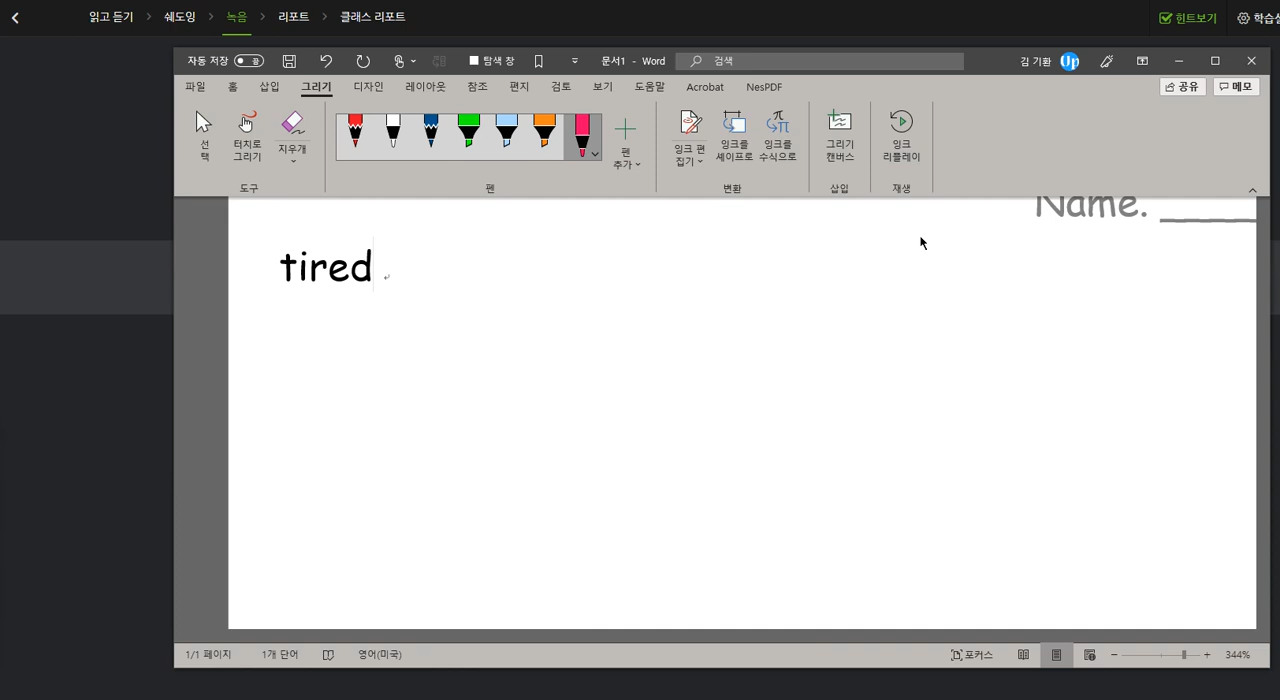 읽고 듣기 > 쉐도잉 > 녹음 > 리포트 > 클래스 리포트
힌트보기
자동 저장 끔 탐색 창 문서1 - Word 검색 김 기환 Up
파일 홈 삽입 그리기 디자인 레이아웃 참조 편지 검토 보기 도움말 Acrobat NesPDF 공유 메모
선택
터치로 그리기
지우개
펜 추가
잉크 편집기
잉크를 셰이프로
잉크를 수식으로
그리기 캔버스
잉크 리플레이
도구 펜 변환 삽입 재생
Name. _____
tired
1/1 페이지 1개 단어 영어(미국) 포커스 344%